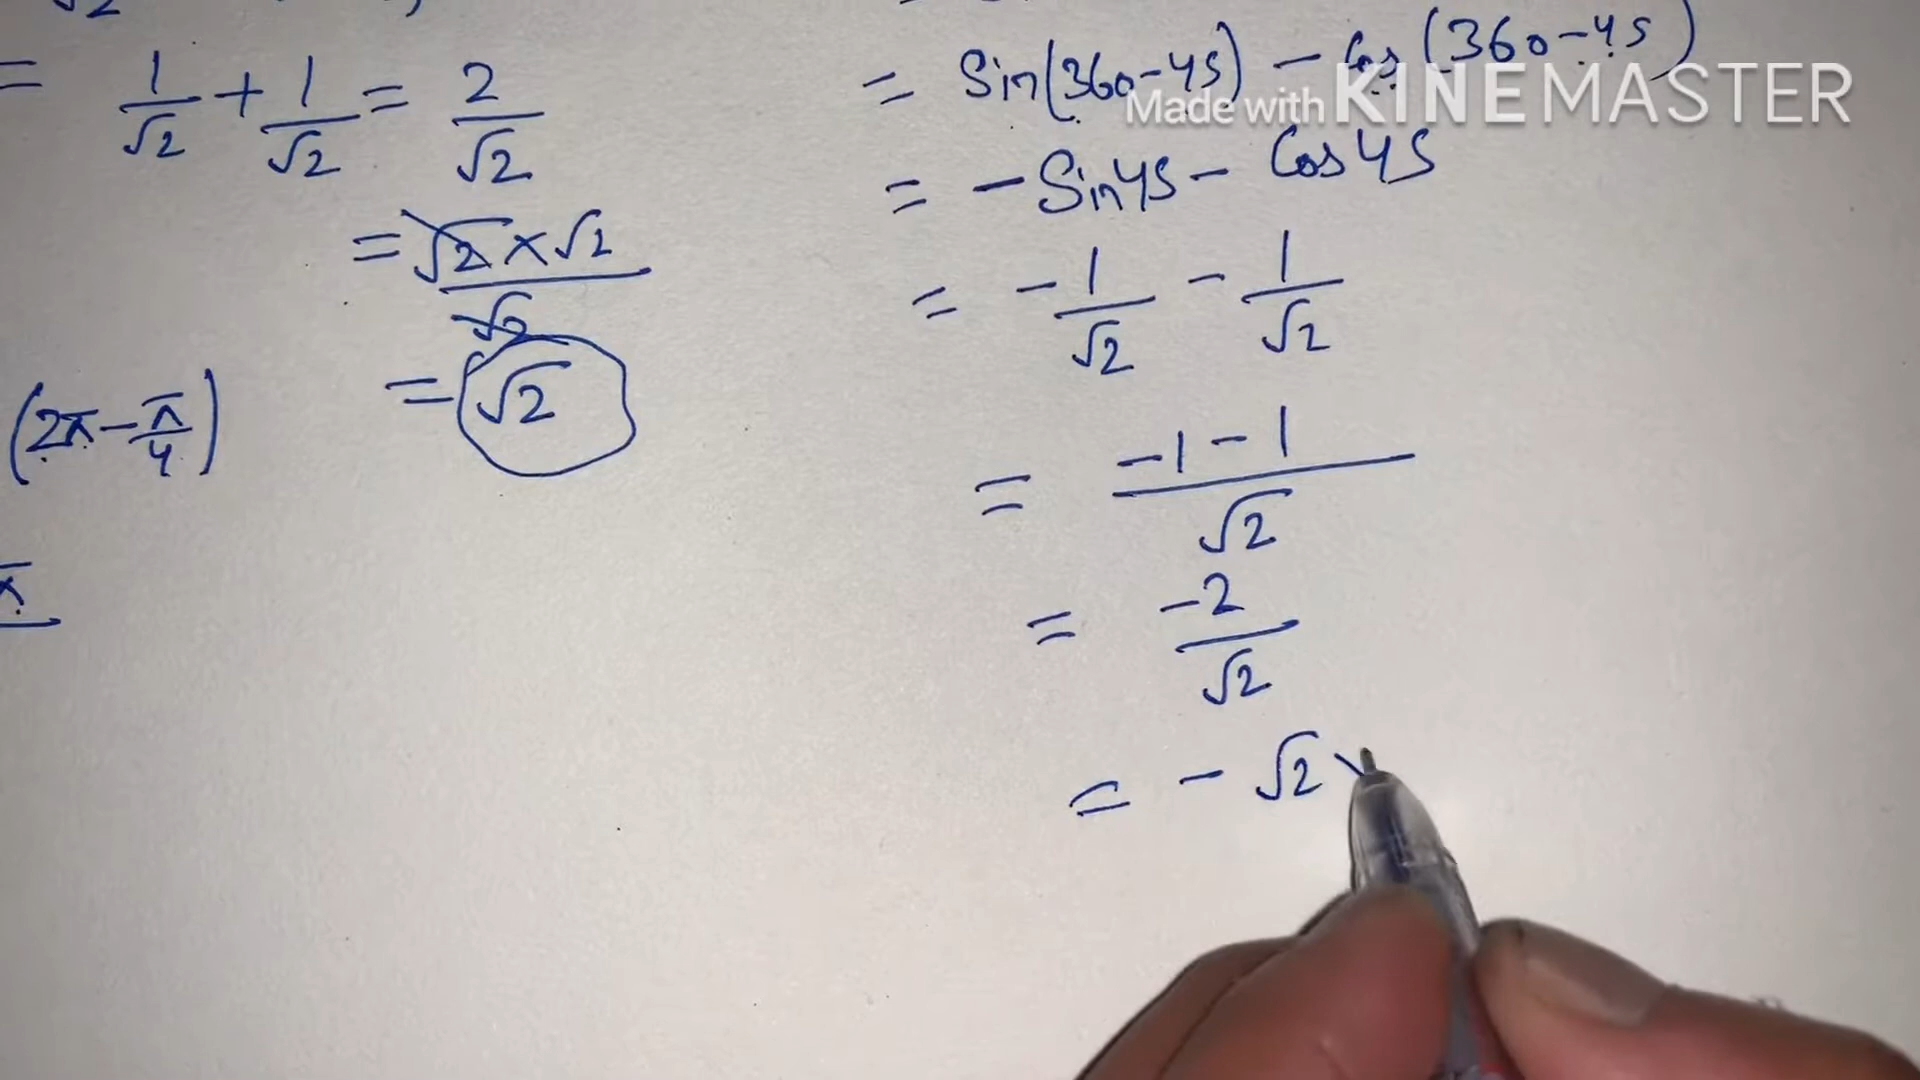 = 1/√2 + 1/√2 = 2/√2
= √2 × √2 / √2
= √2
(2π - π/4)
π
= Sin(360-45) - Cos(360-45)
Made with KINEMASTER
= - Sin45 - Cos45
= - 1/√2 - 1/√2
= -1 - 1 / √2
= -2/√2
= - √2